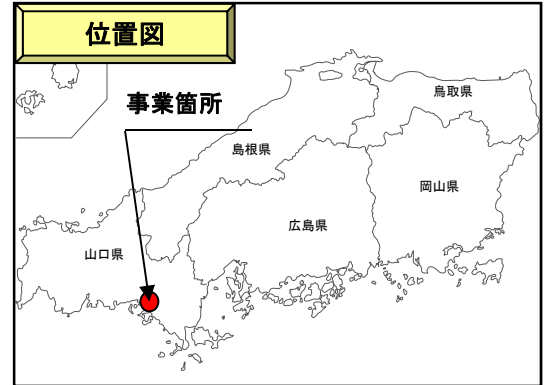 位置図
事業箇所
鳥取県
島根県
岡山県
広島県
山口県